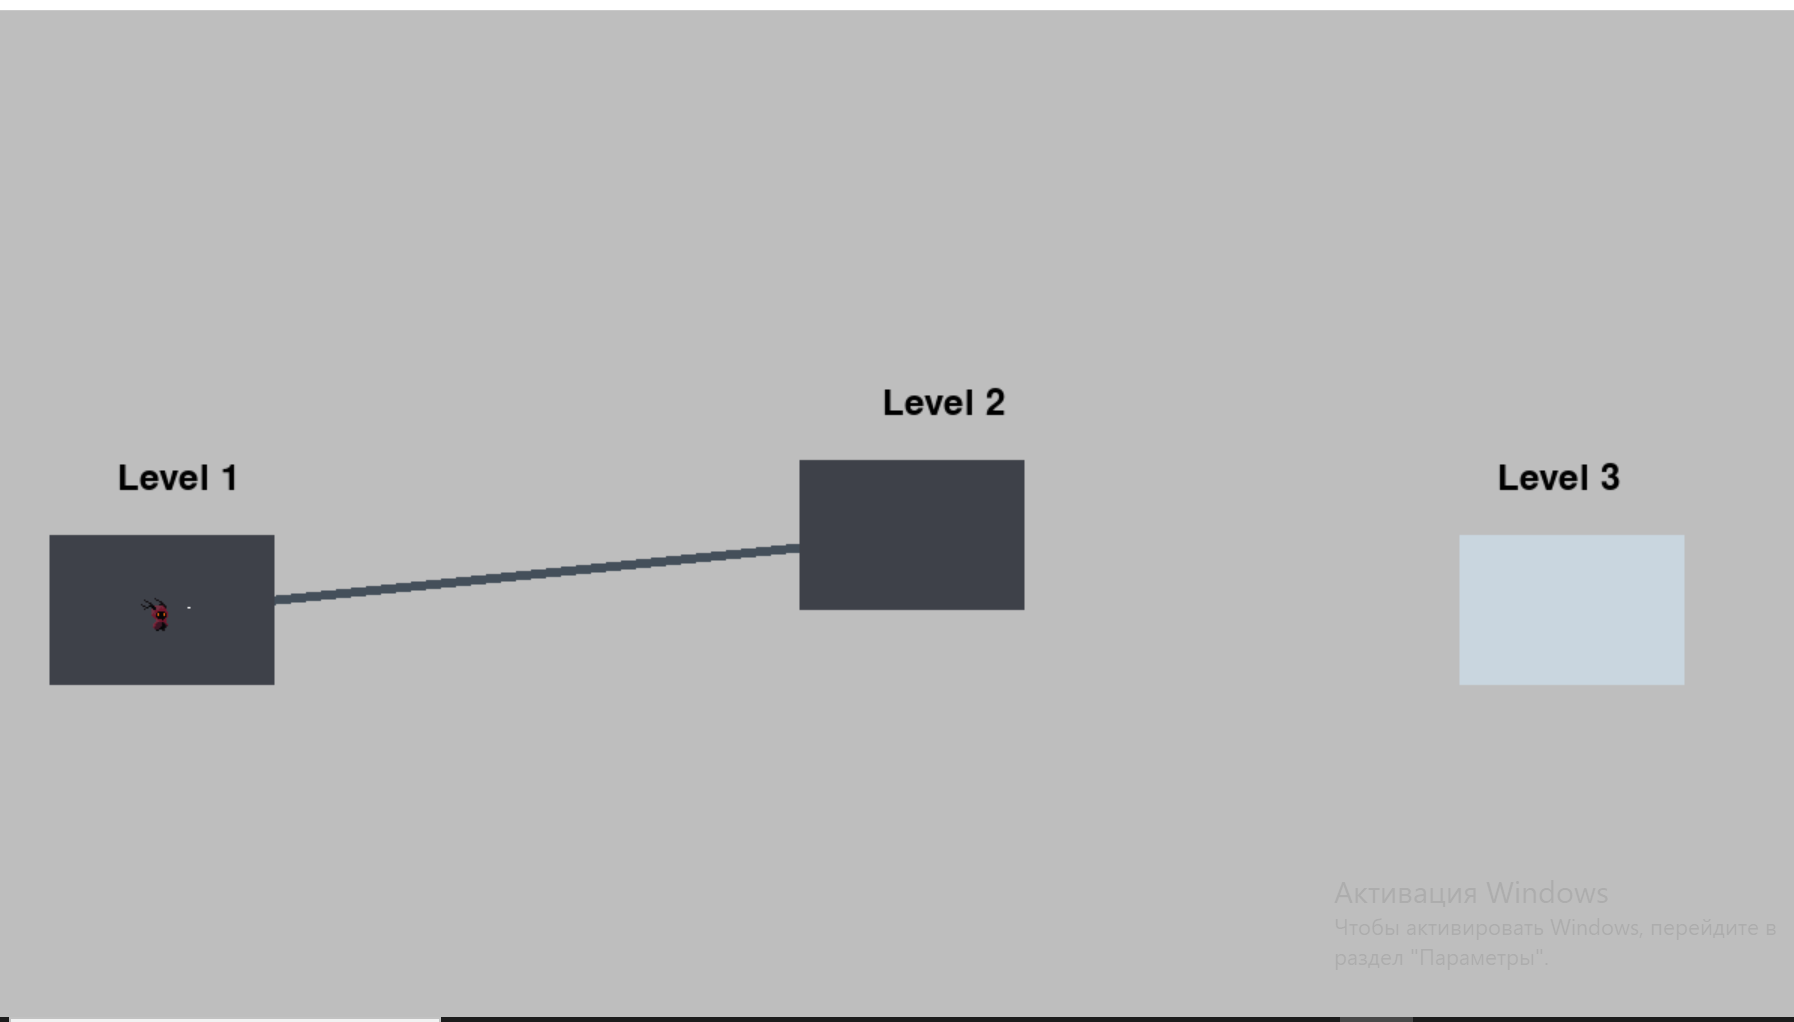 Level 2
Level 1
Level 3
Активация Windows
Чтобы активировать Windows, перейдите в
раздел "Параметры".